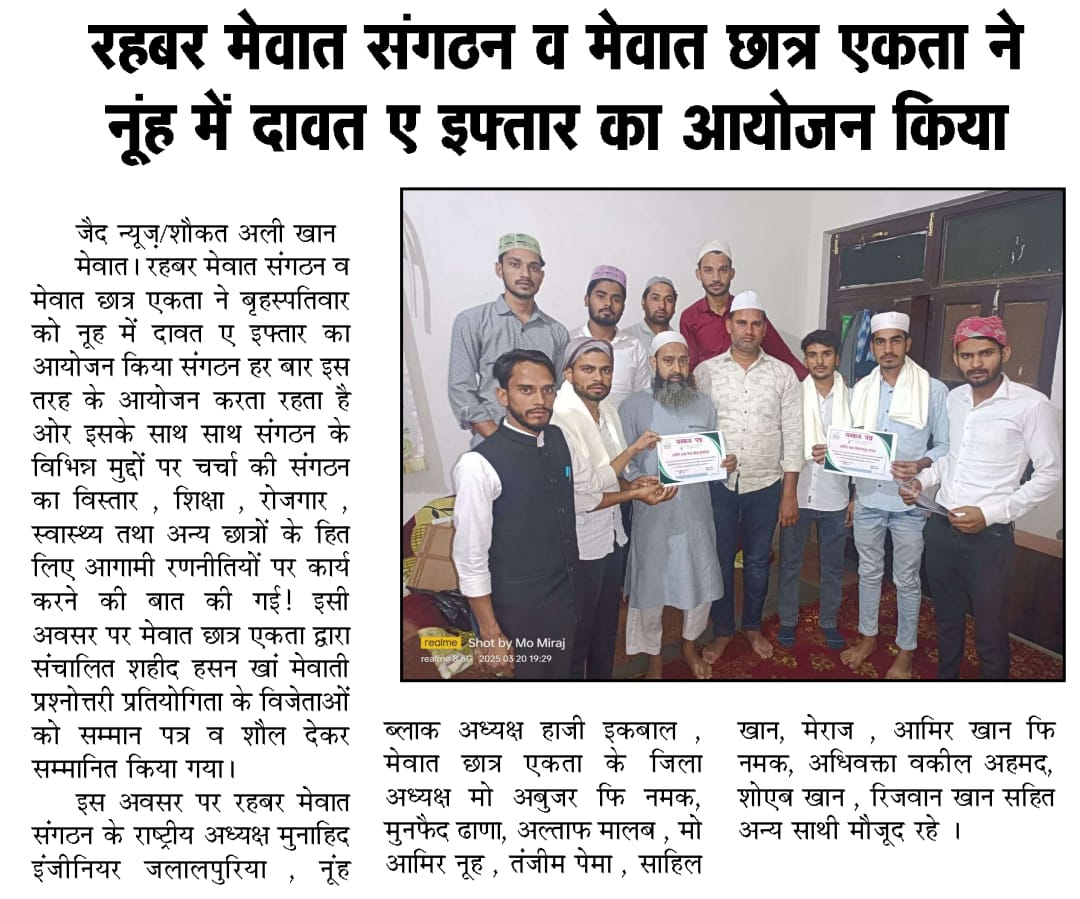 रहबर मेवात संगठन व मेवात छात्र एकता ने
नूंह में दावत ए इफ्तार का आयोजन किया
जैद न्यूज़/शौकत अली खान
मेवात। रहबर मेवात संगठन व
मेवात छात्र एकता ने बृहस्पतिवार
को नूह में दावत ए इफ्तार का
आयोजन किया संगठन हर बार इस
तरह के आयोजन करता रहता है
ओर इसके साथ साथ संगठन के
विभिन्न मुद्दों पर चर्चा की संगठन
का विस्तार , शिक्षा , रोजगार ,
स्वास्थ्य तथा अन्य छात्रों के हित
लिए आगामी रणनीतियों पर कार्य
करने की बात की गई! इसी
अवसर पर मेवात छात्र एकता द्वारा
संचालित शहीद हसन खां मेवाती
प्रश्नोत्तरी प्रतियोगिता के विजेताओं
को सम्मान पत्र व शौल देकर
सम्मानित किया गया।
इस अवसर पर रहबर मेवात
संगठन के राष्ट्रीय अध्यक्ष मुनाहिद
इंजीनियर जलालपुरिया , नूंह
ब्लाक अध्यक्ष हाजी इकबाल ,
मेवात छात्र एकता के जिला
अध्यक्ष मो अबुजर फि नमक,
मुनफैद ढाणा, अल्ताफ मालब , मो
आमिर नूह , तंजीम पेमा , साहिल
खान, मेराज , आमिर खान फि
नमक, अधिवक्ता वकील अहमद,
शोएब खान , रिजवान खान सहित
अन्य साथी मौजूद रहे ।
सम्मान पत्र
सम्मान पत्र
realme Shot by Mo Miraj
realme 8 5G 2025 03 20 19:29